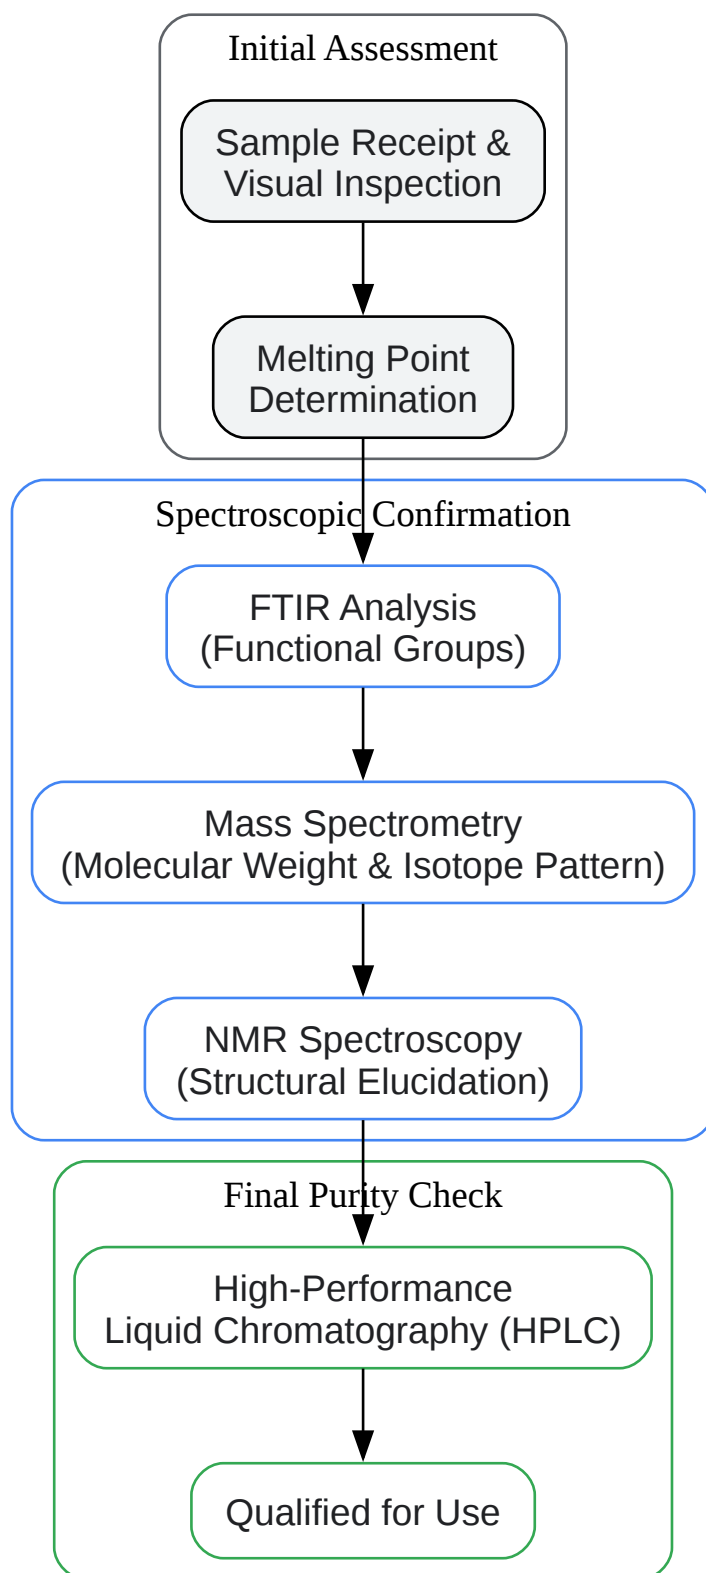 Initial Assessment
Sample Receipt &
Visual Inspection
Melting Point
Determination
Spectroscopic Confirmation
FTIR Analysis
(Functional Groups)
Mass Spectrometry
(Molecular Weight & Isotope Pattern)
NMR Spectroscopy
(Structural Elucidation)
Final Purity Check
High-Performance
Liquid Chromatography (HPLC)
Qualified for Use